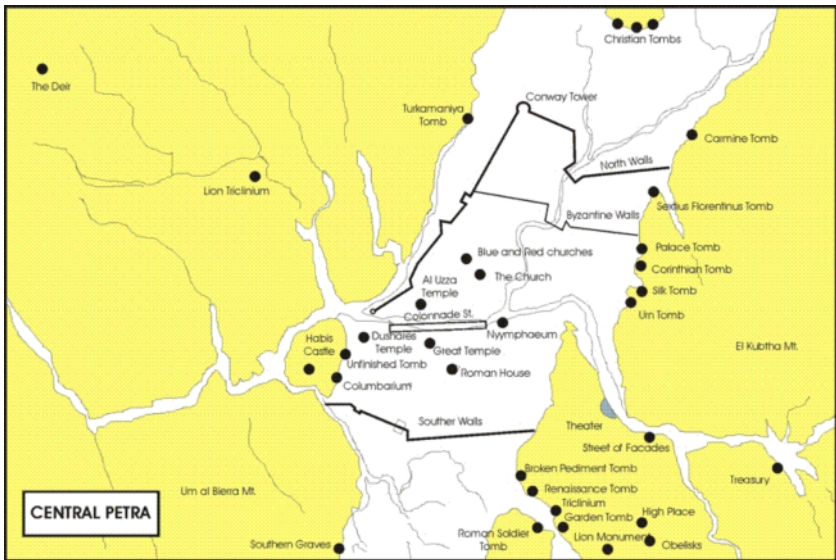 Christian Tombs
The Deir
Conway Tower
Turkamaniya
Tomb
Carmine Tomb
North Walls
Lion Triclinium
Sextius Florentinus Tomb
Byzantine Walls
Palace Tomb
Blue and Red churches
Corinthian Tomb
Al Uzza
Temple
The Church
Silk Tomb
Urn Tomb
Colonnade St.
Nyymphaeum
Habis
Castle
Dushares
Temple
Great Temple
El Kubtha Mt.
Unfinished Tomb
Roman House
Columbarium
Souther Walls
Theater
Street of Facades
Broken Pediment Tomb
Treasury
Um al Bierra Mt.
Renaissance Tomb
Triclinium
Garden Tomb
High Place
CENTRAL PETRA
Roman Soldier
Tomb
Lion Monument
Obelisks
Southern Graves